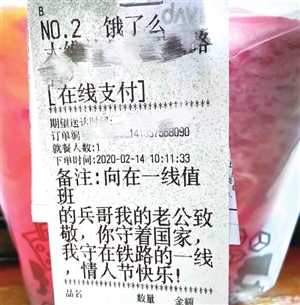 B
NO.2 饿了么
路
[在线支付]
期望送达时间:
订单编
就餐人数:1
下单时间:2020-02-14 10:11:33
备注:向在一线值
班
的兵哥我的老公致
敬,你守着国家,
我守在铁路的一线
,情人节快乐!
品名 数量 金额